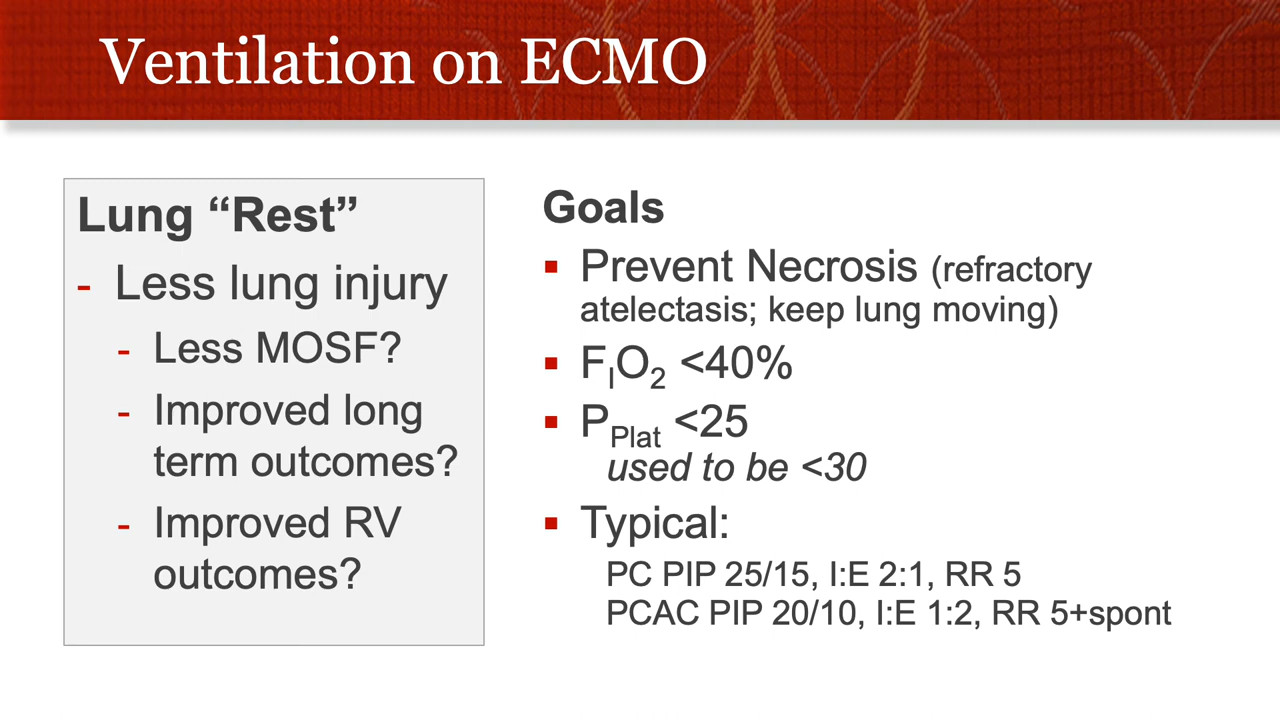 Ventilation on ECMO
Lung “Rest”
- Less lung injury
- Less MOSF?
- Improved long
term outcomes?
- Improved RV
outcomes?
Goals
▪ Prevent Necrosis (refractory
atelectasis; keep lung moving)
▪ FIO2 <40%
▪ PPlat <25
used to be <30
▪ Typical:
PC PIP 25/15, I:E 2:1, RR 5
PCAC PIP 20/10, I:E 1:2, RR 5+spont